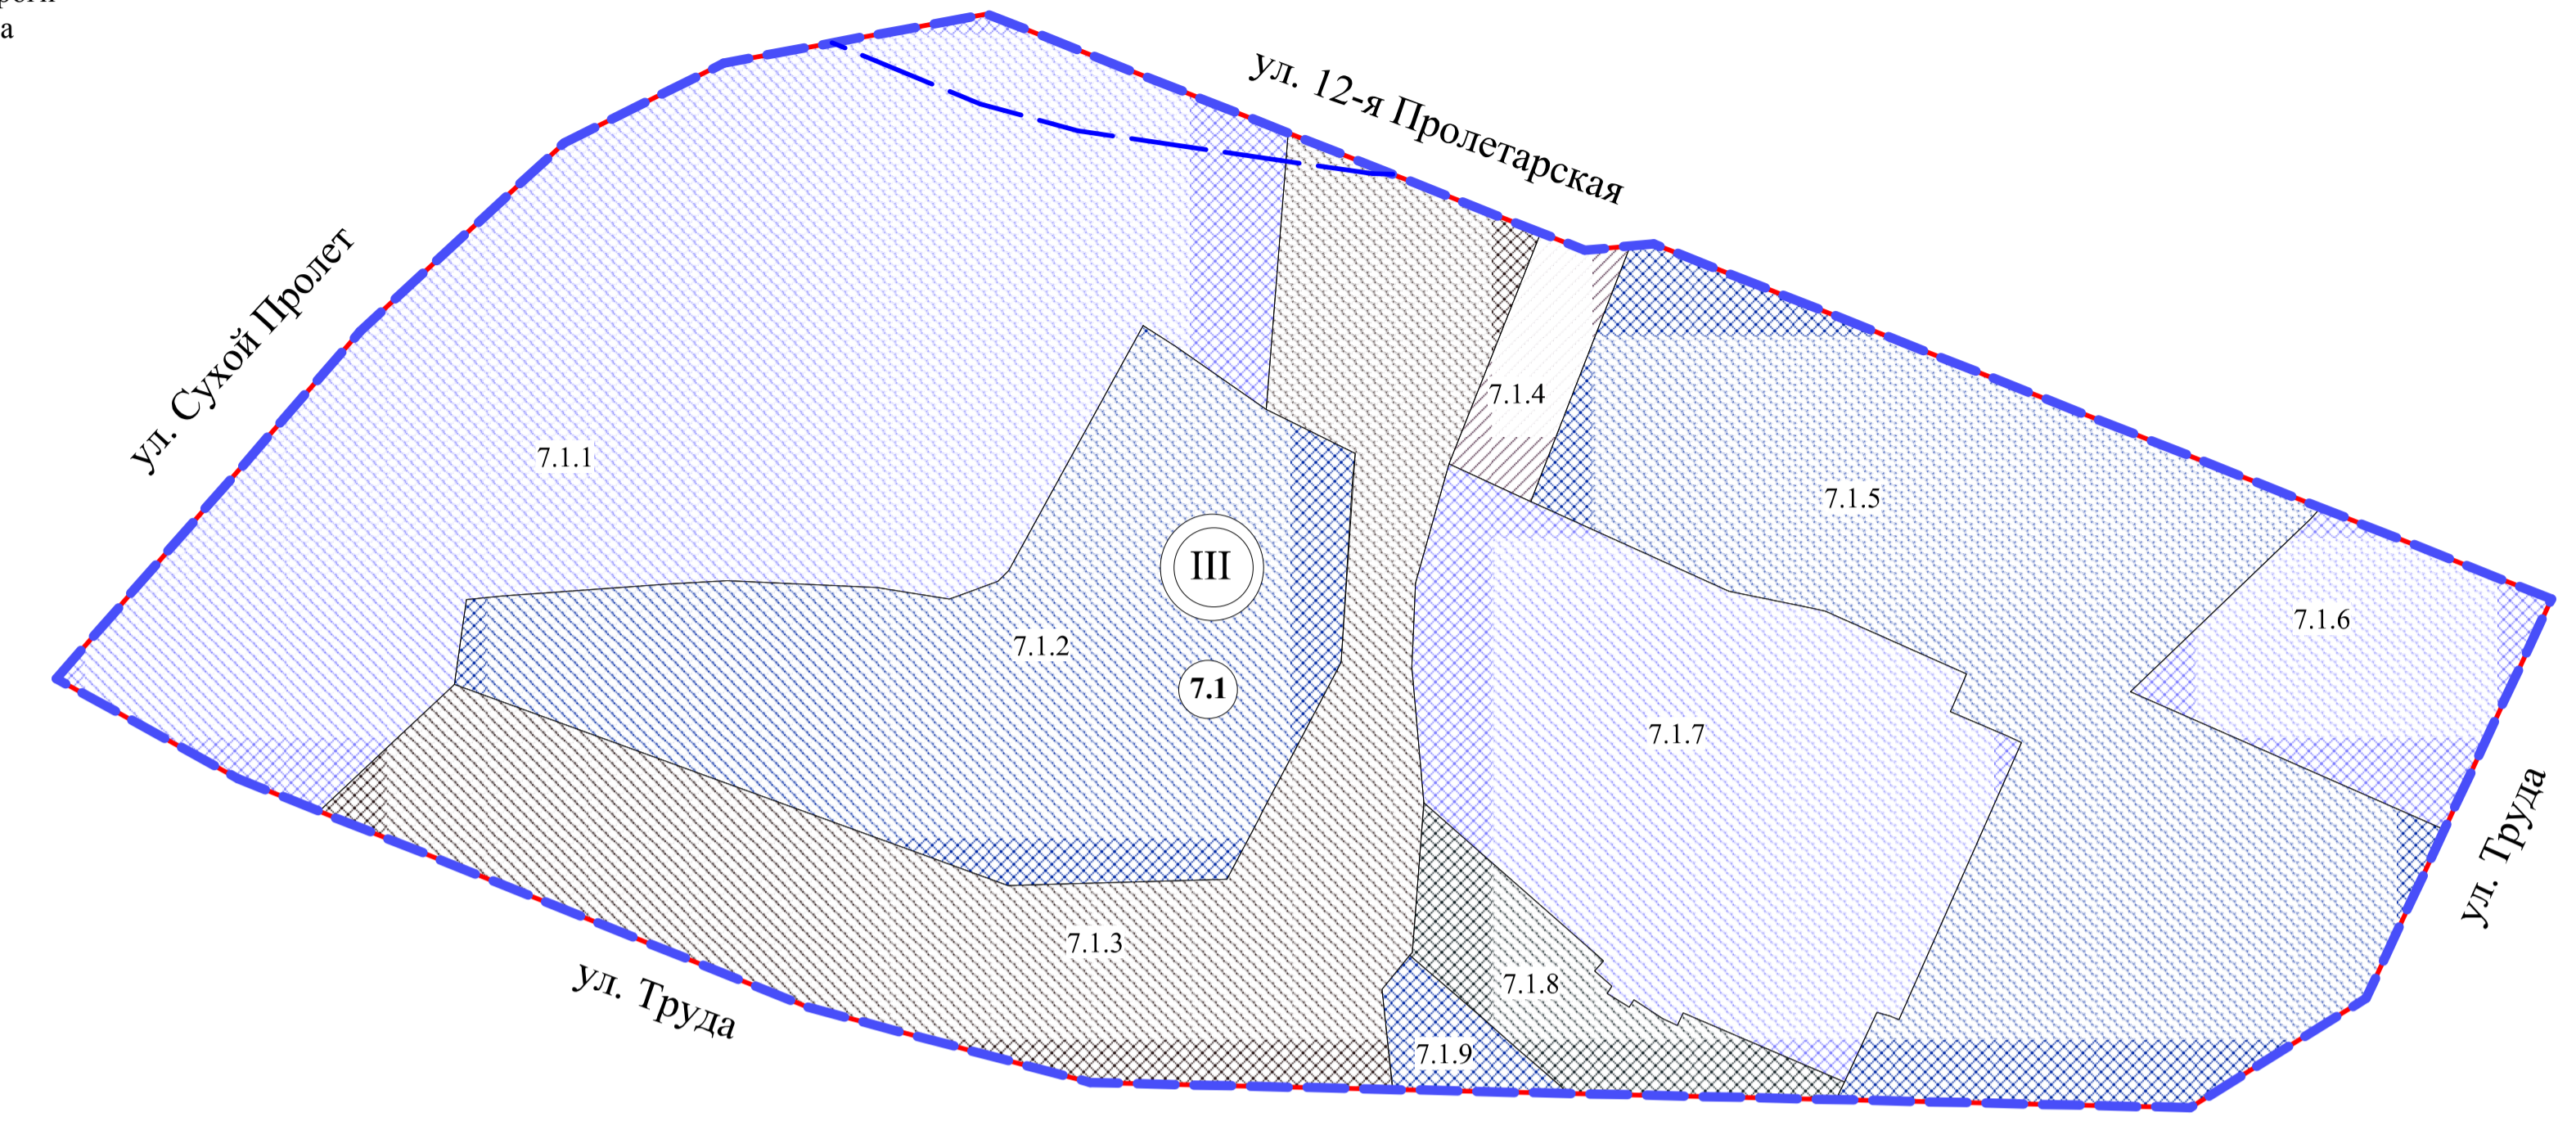 а
ул. 12-я Пролетарская
ул. Сухой Пролет
7.1.4
7.1.1
7.1.5
III
7.1.6
7.1.2
7.1
7.1.7
ул. Труда
7.1.3
7.1.8
ул. Труда
7.1.9